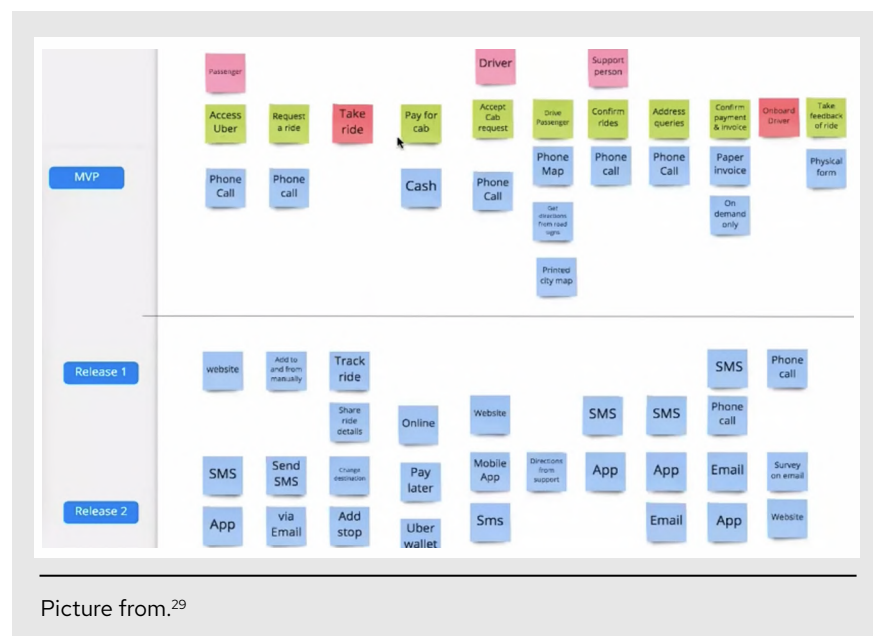 Passenger
Driver
Support
person
Access
Uber
Request
a ride
Take
ride
Pay for
cab
Accept
Cab
request
Drive
Passenger
Confirm
rides
Address
queries
Confirm
payment
& invoice
Onboard
Driver
Take
feedback
of ride
MVP
Phone
Call
Phone
call
Cash
Phone
Call
Phone
Map
Phone
call
Phone
Call
Paper
invoice
Physical
form
Get
directions
from road
signs
On
demand
only
Printed
city map
Release 1
website
Add to
and from
manually
Track
ride
SMS
Phone
call
Share
ride
details
Online
Website
SMS
SMS
Phone
call
SMS
Send
SMS
Change
destination
Pay
later
Mobile
App
Directions
from
support
App
App
Email
Survey
on email
Release 2
App
via
Email
Add
stop
Uber
wallet
Sms
Email
App
Website
Picture from.²⁹